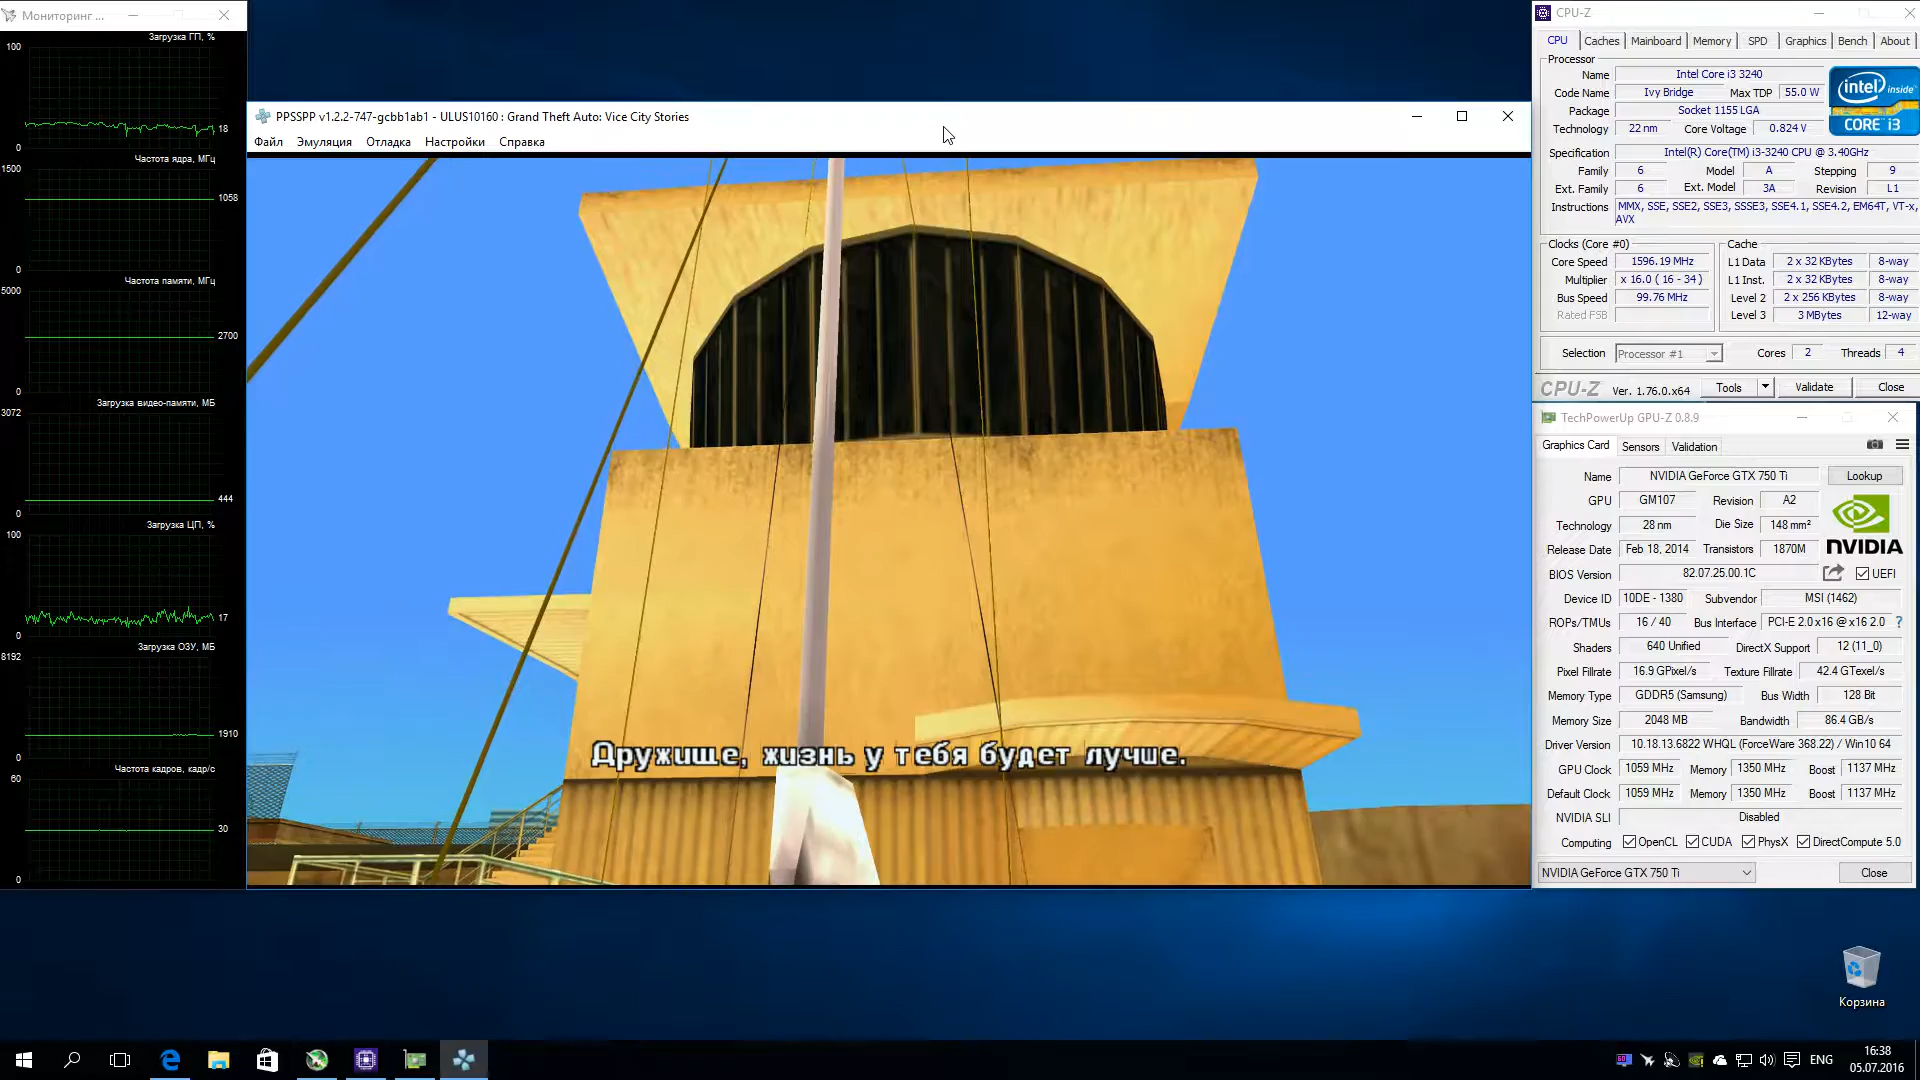 Мониторинг ...
Загрузка ГП, %
100
18
0
Частота ядра, МГц
1500
1058
0
Частота памяти, МГц
5000
2700
0
Загрузка видео-памяти, МБ
3072
444
0
Загрузка ЦП, %
100
17
0
Загрузка ОЗУ, МБ
8192
1910
0
Частота кадров, кадр/с
60
30
0
PPSSPP v1.2.2-747-gcbb1ab1 - ULUS10160 : Grand Theft Auto: Vice City Stories
Файл Эмуляция Отладка Настройки Справка
Дружище, жизнь у тебя будет лучше.
CPU-Z
CPU Caches Mainboard Memory SPD Graphics Bench About
Processor
Name Intel Core i3 3240
Code Name Ivy Bridge Max TDP 55.0 W
Package Socket 1155 LGA
Technology 22 nm Core Voltage 0.824 V
intel inside™
CORE i3
Specification Intel(R) Core(TM) i3-3240 CPU @ 3.40GHz
Family 6 Model A Stepping 9
Ext. Family 6 Ext. Model 3A Revision L1
Instructions MMX, SSE, SSE2, SSE3, SSSE3, SSE4.1, SSE4.2, EM64T, VT-x,
AVX
Clocks (Core #0) Cache
Core Speed 1596.19 MHz L1 Data 2 x 32 KBytes 8-way
Multiplier x 16.0 ( 16 - 34 ) L1 Inst. 2 x 32 KBytes 8-way
Bus Speed 99.76 MHz Level 2 2 x 256 KBytes 8-way
Rated FSB Level 3 3 MBytes 12-way
Selection Processor #1 Cores 2 Threads 4
CPU-Z Ver. 1.76.0.x64 Tools Validate Close
TechPowerUp GPU-Z 0.8.9
Graphics Card Sensors Validation
Name NVIDIA GeForce GTX 750 Ti Lookup
GPU GM107 Revision A2
Technology 28 nm Die Size 148 mm²
Release Date Feb 18, 2014 Transistors 1870M
NVIDIA
BIOS Version 82.07.25.00.1C UEFI
Device ID 10DE - 1380 Subvendor MSI (1462)
ROPs/TMUs 16 / 40 Bus Interface PCI-E 2.0 x16 @ x16 2.0 ?
Shaders 640 Unified DirectX Support 12 (11_0)
Pixel Fillrate 16.9 GPixel/s Texture Fillrate 42.4 GTexel/s
Memory Type GDDR5 (Samsung) Bus Width 128 Bit
Memory Size 2048 MB Bandwidth 86.4 GB/s
Driver Version 10.18.13.6822 WHQL (ForceWare 368.22) / Win10 64
GPU Clock 1059 MHz Memory 1350 MHz Boost 1137 MHz
Default Clock 1059 MHz Memory 1350 MHz Boost 1137 MHz
NVIDIA SLI Disabled
Computing OpenCL CUDA PhysX DirectCompute 5.0
NVIDIA GeForce GTX 750 Ti Close
Корзина
ENG
16:38
05.07.2016